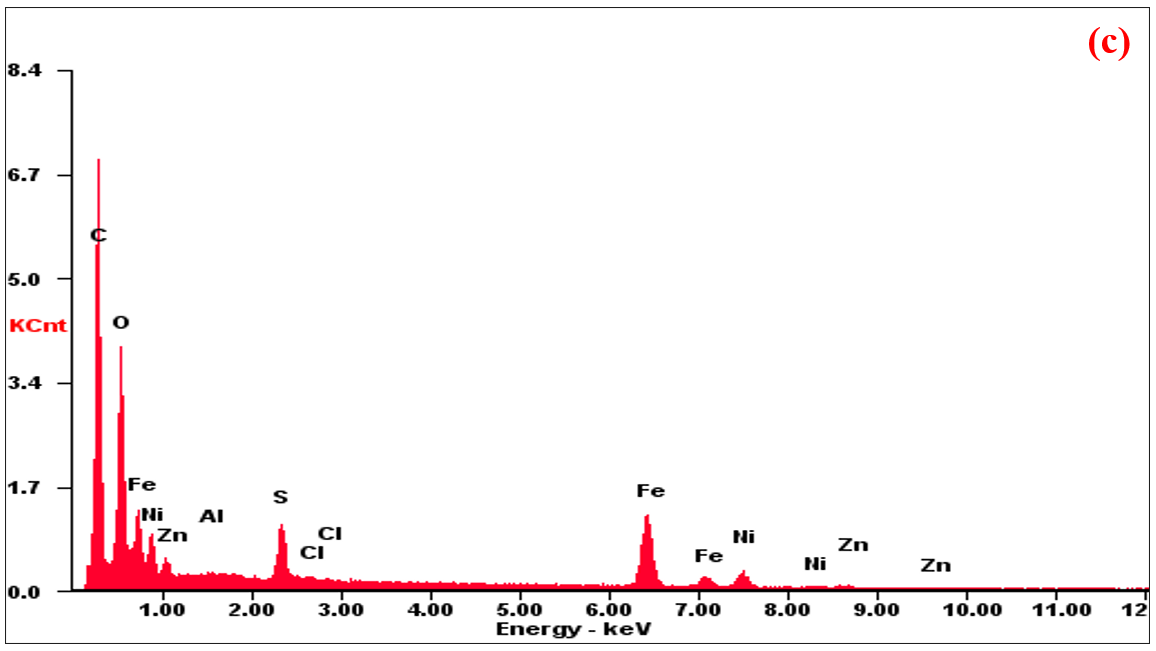 (c)
8.4
6.7
C
5.0
KCnt
O
3.4
1.7
Fe
Ni
Zn
Al
S
Cl
Cl
Fe
Fe
Ni
Ni
Zn
Zn
0.0
1.00 2.00 3.00 4.00 5.00 6.00 7.00 8.00 9.00 10.00 11.00 12
Energy - keV